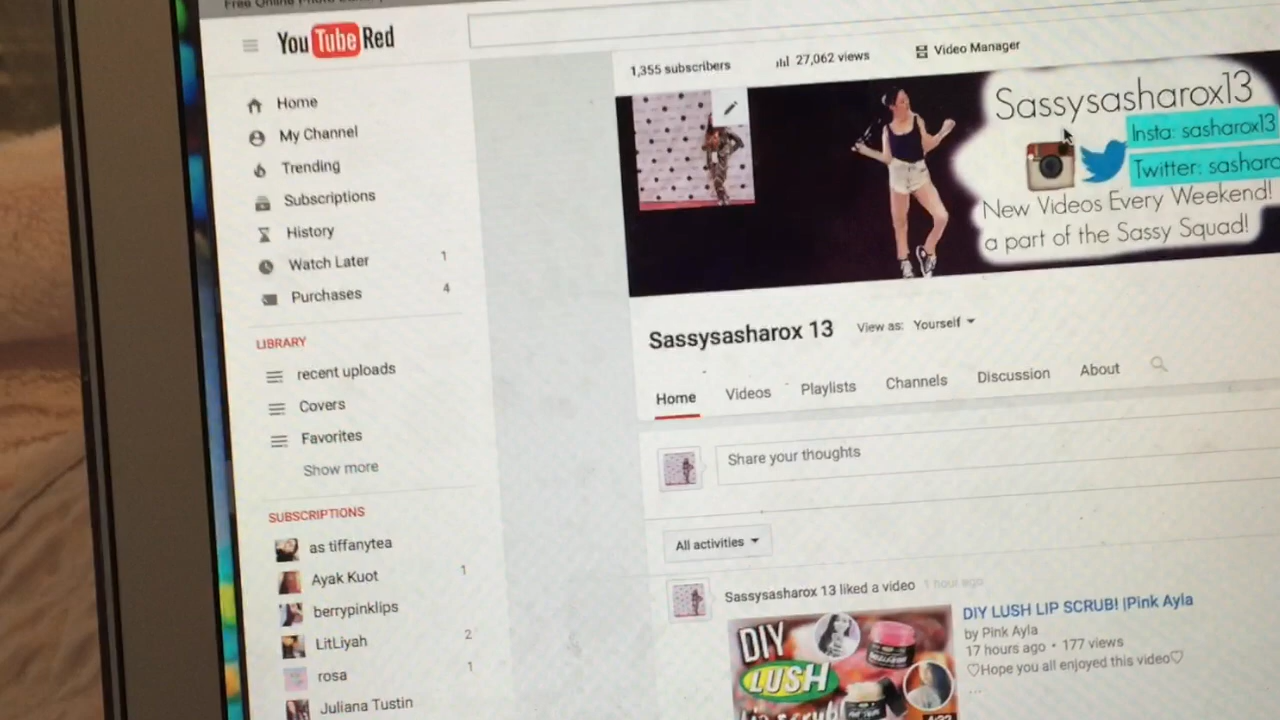 Free Online Photo
YouTube Red
1,355 subscribers
27,062 views
Video Manager
Home
My Channel
Trending
Subscriptions
History
Watch Later 1
Purchases 4
LIBRARY
recent uploads
Covers
Favorites
Show more
SUBSCRIPTIONS
as tiffanytea
Ayak Kuot 1
berrypinklips
LitLiyah 2
rosa 1
Juliana Tustin
Sassysasharox13
Insta: sasharox13
Twitter: sasharo
New Videos Every Weekend!
a part of the Sassy Squad!
Sassysasharox 13 View as: Yourself
Home Videos Playlists Channels Discussion About
Share your thoughts
All activities
Sassysasharox 13 liked a video 1 hour ago
DIY
LUSH
Lip Scrub!
DIY LUSH LIP SCRUB! |Pink Ayla
by Pink Ayla
17 hours ago • 177 views
♡Hope you all enjoyed this video♡
...